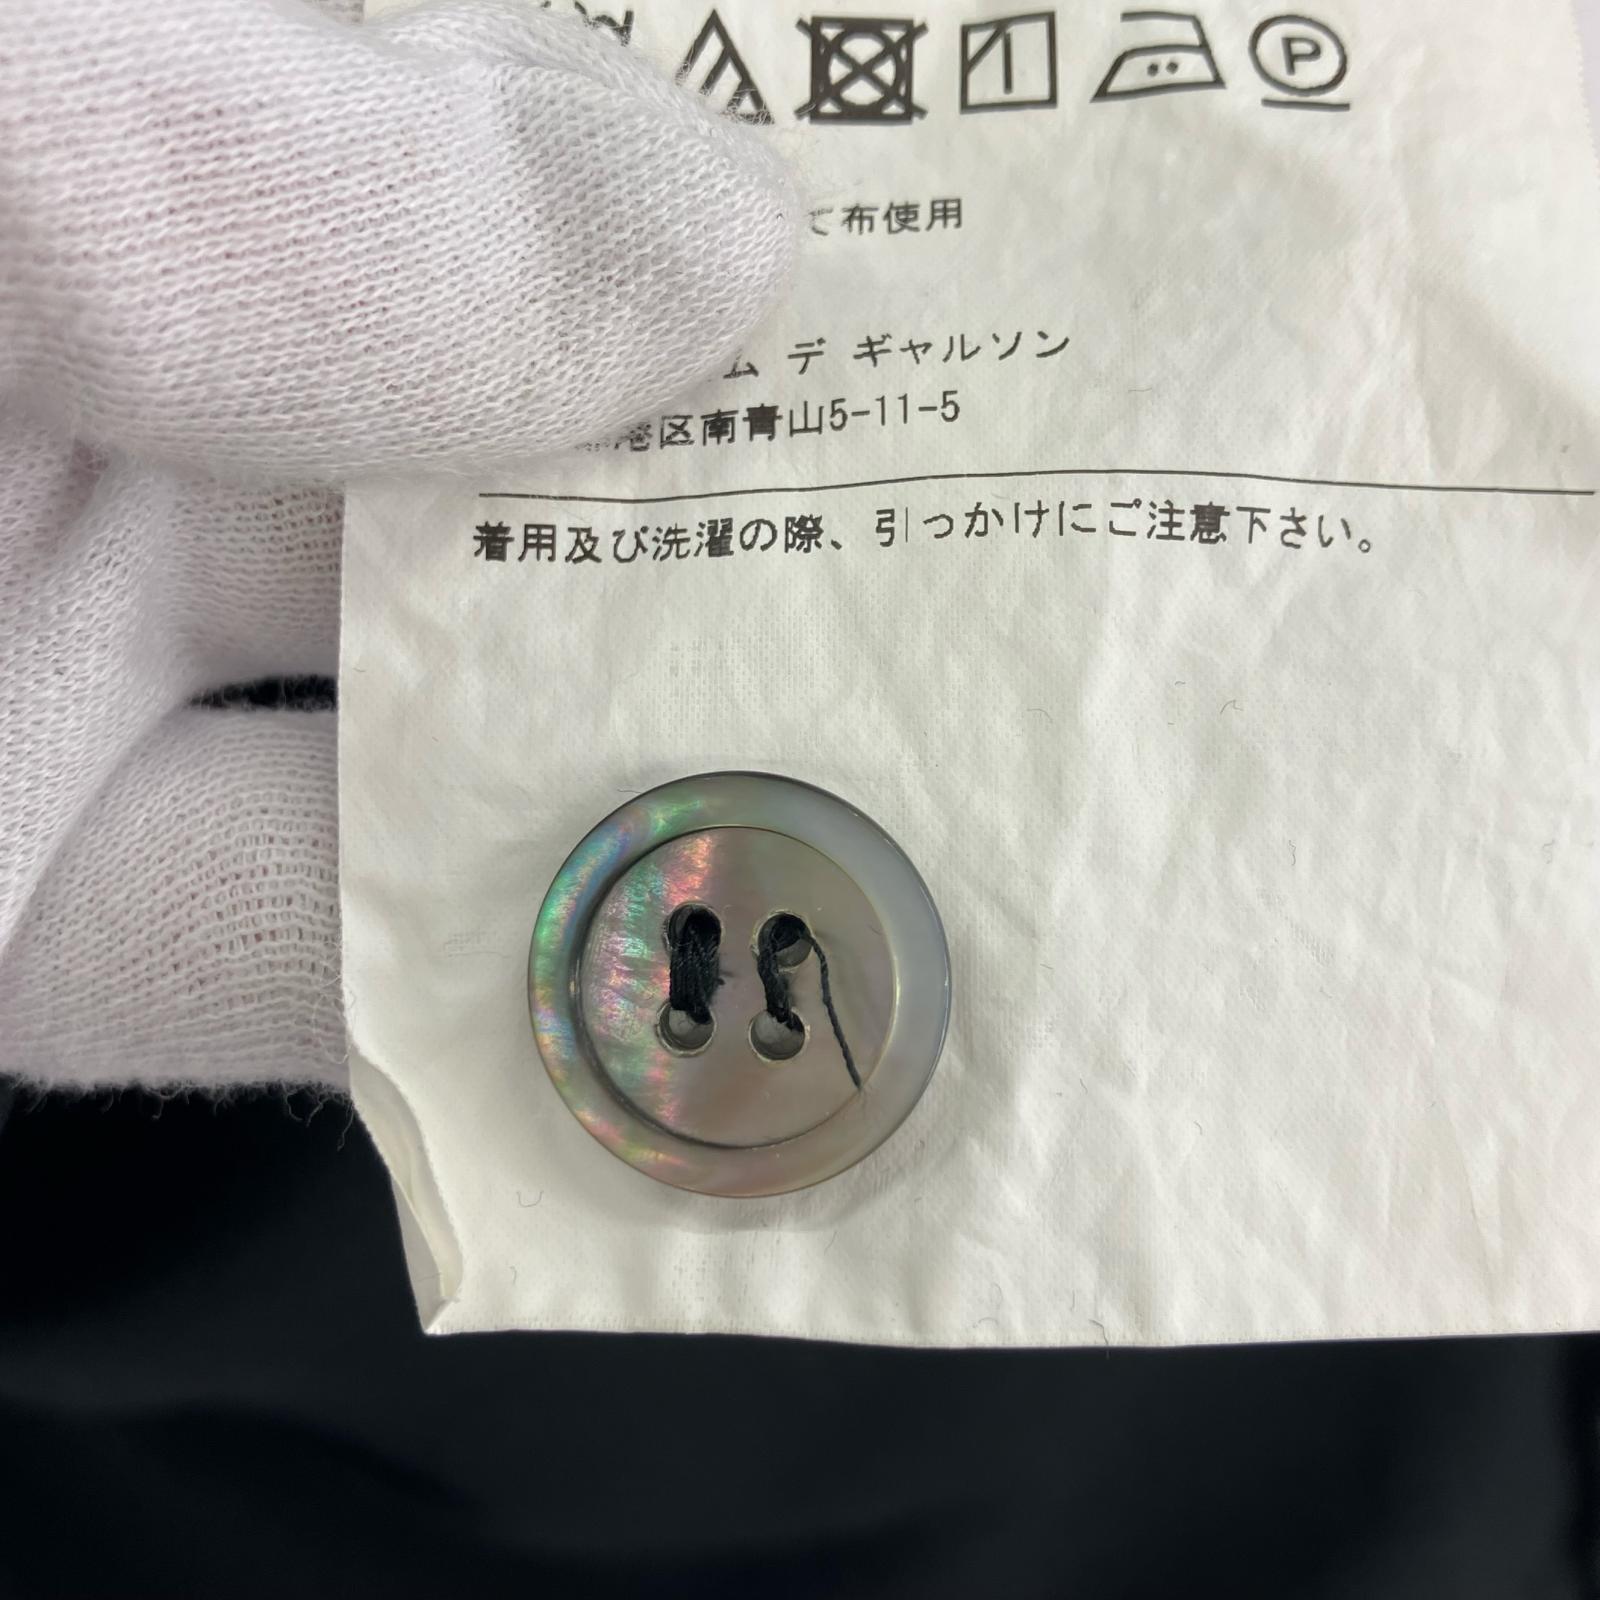 P
て布使用
ム デ ギャルソン
港区南青山5-11-5
着用及び洗濯の際、引っかけにご注意下さい。